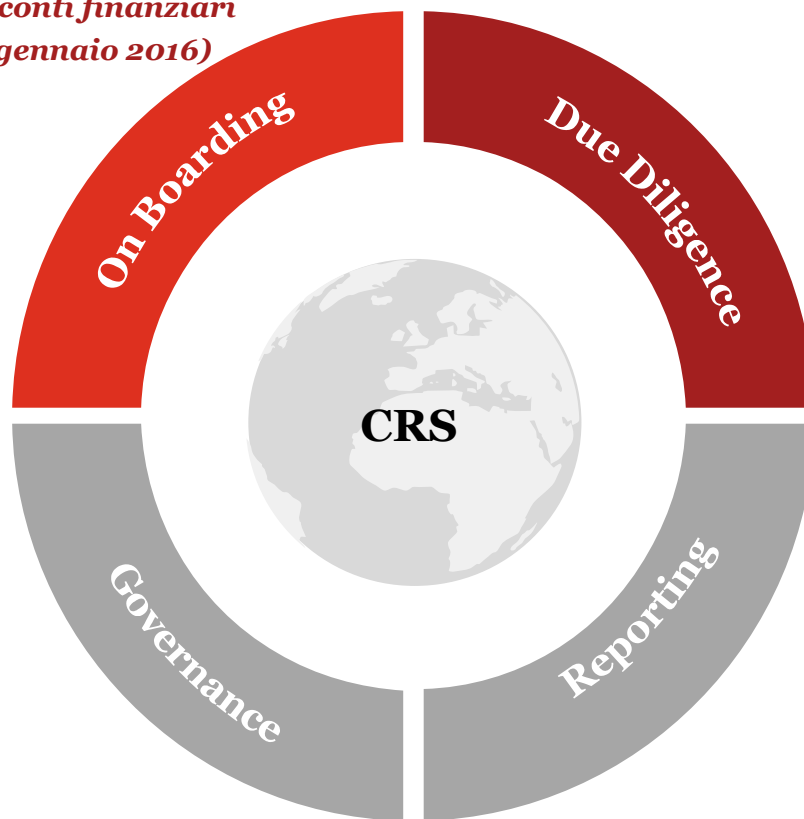 conti finanziari
gennaio 2016)
On Boarding
Due Diligence
CRS
Governance
Reporting